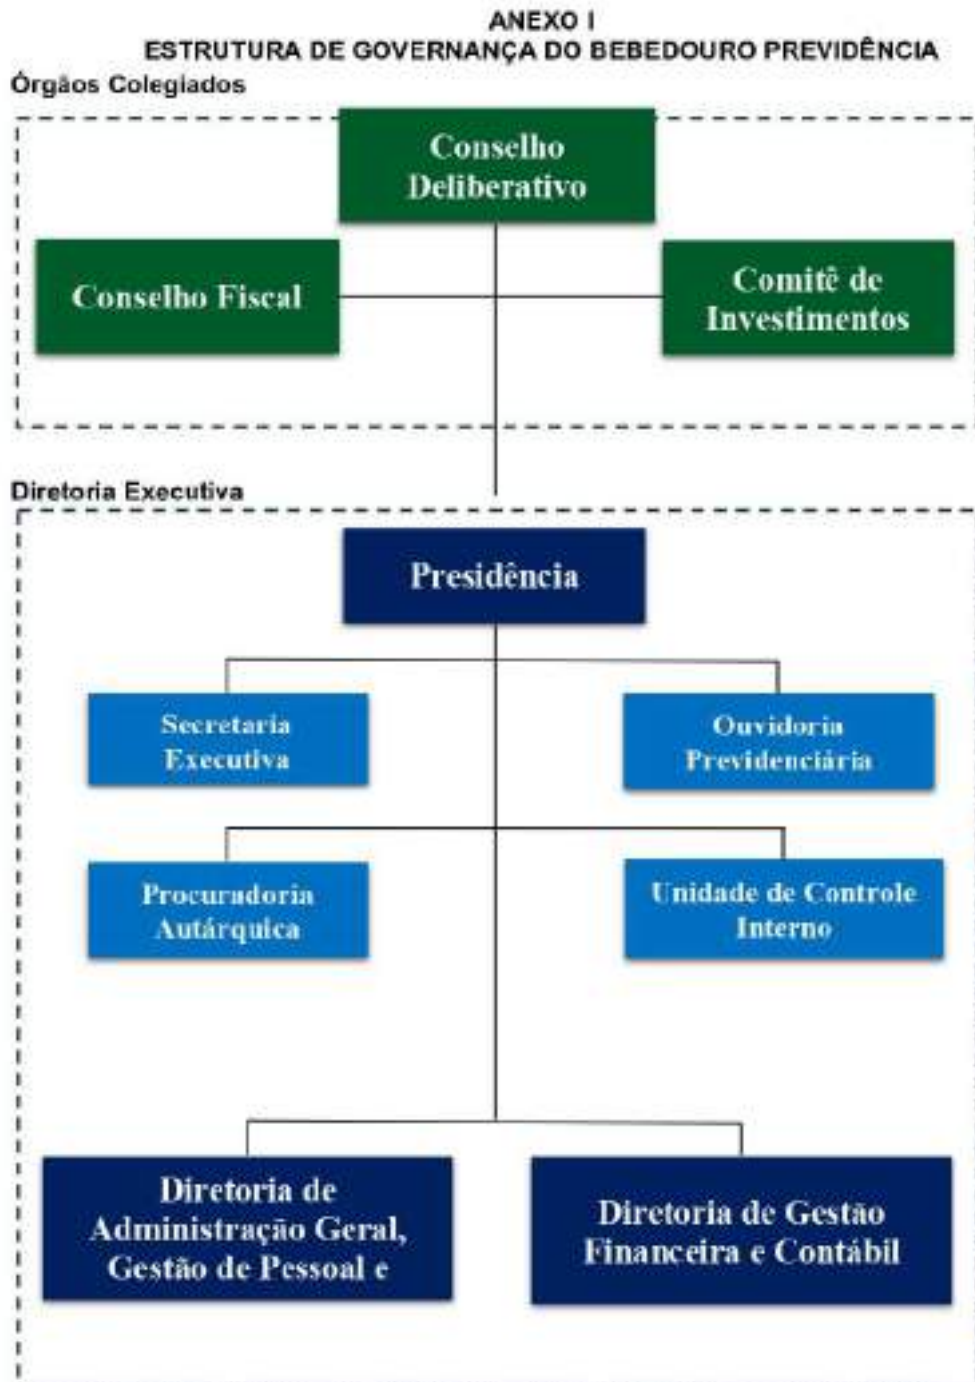 ANEXO I
ESTRUTURA DE GOVERNANÇA DO BEBEDOURO PREVIDÊNCIA
Órgãos Colegiados
Conselho
Deliberativo
Conselho Fiscal
Comitê de
Investimentos
Diretoria Executiva
Presidência
Secretaria
Executiva
Ouvidoria
Previdenciária
Procuradoria
Autárquica
Unidade de Controle
Interno
Diretoria de
Administração Geral,
Gestão de Pessoal e
Diretoria de Gestão
Financeira e Contábil